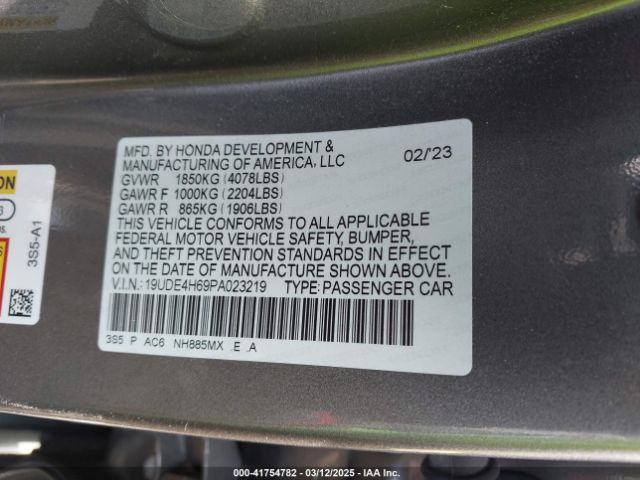 MFD. BY HONDA DEVELOPMENT &
MANUFACTURING OF AMERICA, LLC 02/'23
GVWR 1850KG (4078LBS)
GAWR F 1000KG (2204LBS)
GAWR R 865KG (1906LBS)
THIS VEHICLE CONFORMS TO ALL APPLICABLE
FEDERAL MOTOR VEHICLE SAFETY, BUMPER,
AND THEFT PREVENTION STANDARDS IN EFFECT
ON THE DATE OF MANUFACTURE SHOWN ABOVE.
V.I.N.: 19UDE4H69PA023219 TYPE:PASSENGER CAR
3S5 P AC6 NH885MX .E .A
3S5-A1
000-41754782 — 03/12/2025 — IAA Inc.